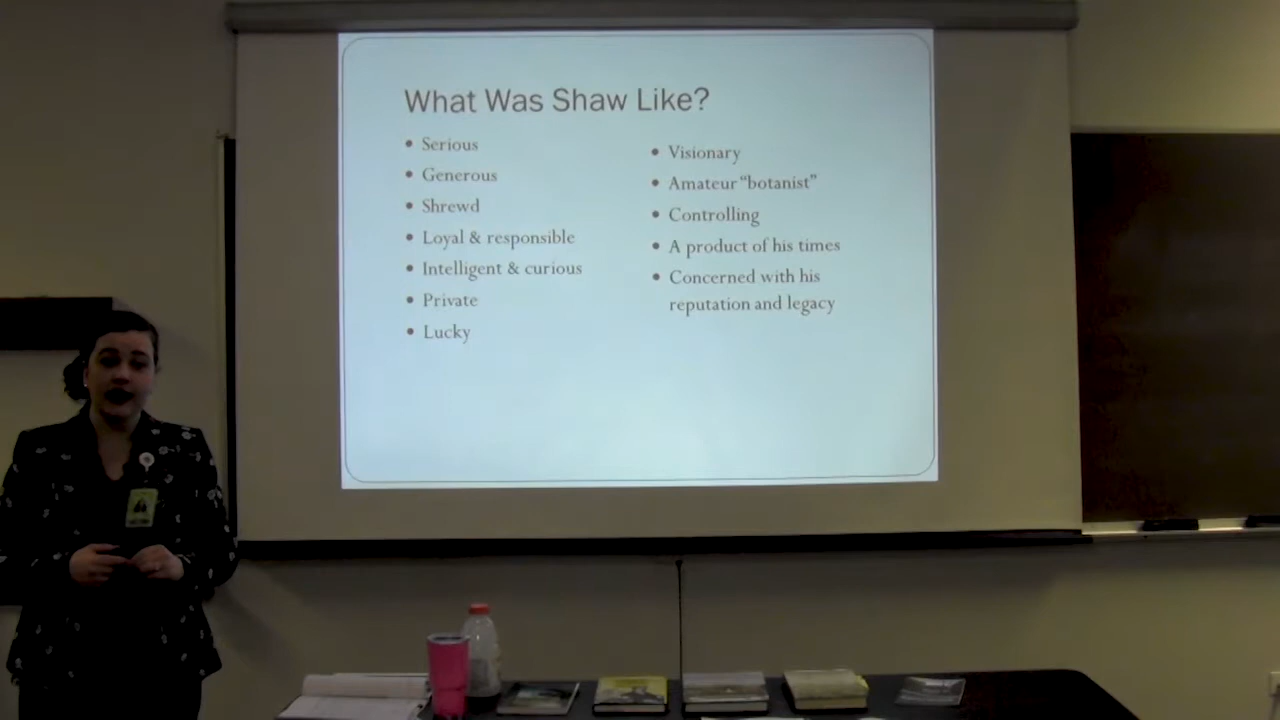 What Was Shaw Like?
• Serious
• Generous
• Shrewd
• Loyal & responsible
• Intelligent & curious
• Private
• Lucky
• Visionary
• Amateur “botanist”
• Controlling
• A product of his times
• Concerned with his
reputation and legacy